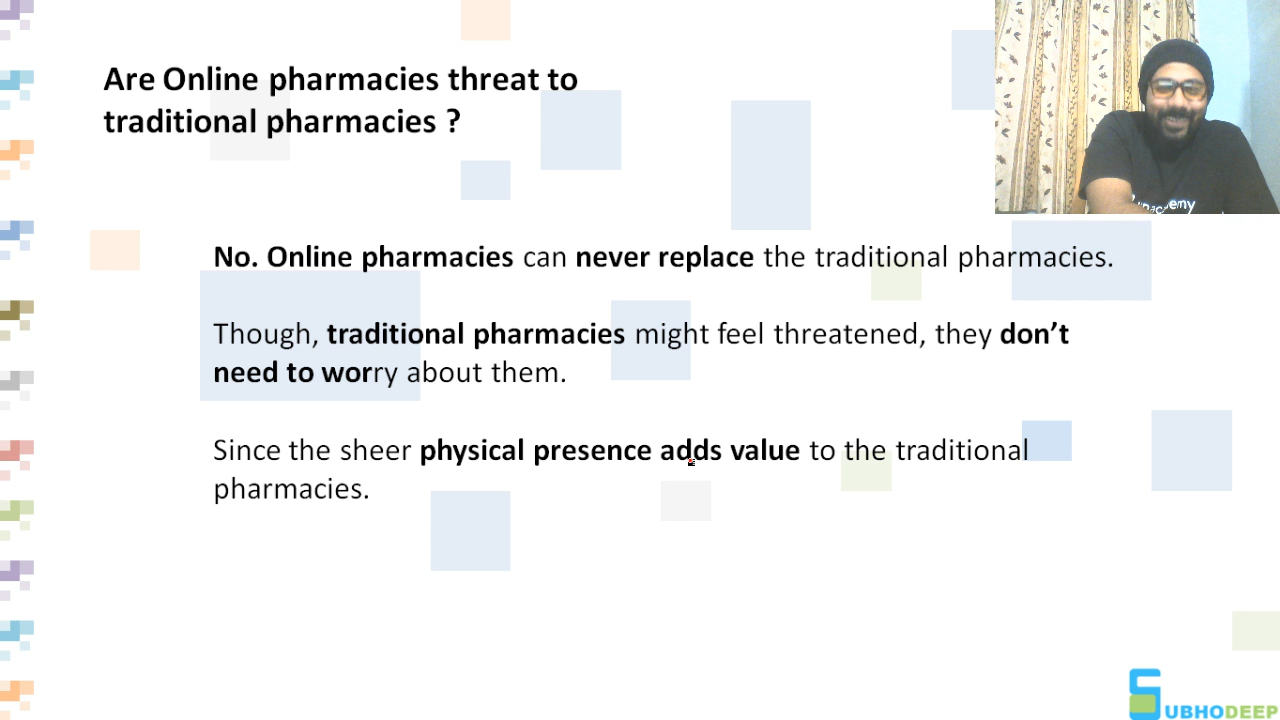 Are Online pharmacies threat to
traditional pharmacies ?
No. Online pharmacies can never replace the traditional pharmacies.
Though, traditional pharmacies might feel threatened, they don’t
need to worry about them.
Since the sheer physical presence adds value to the traditional
pharmacies.
SUBHODEEP